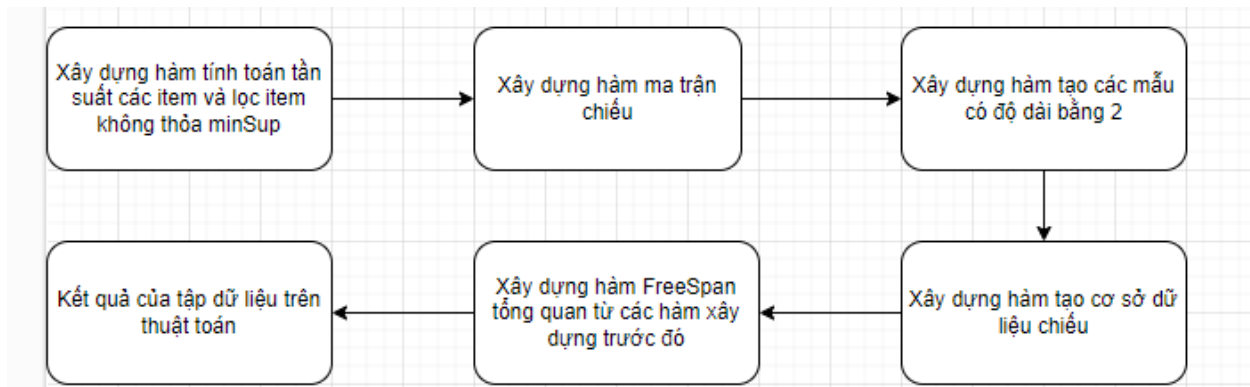 Xây dựng hàm tính toán tần
suất các item và lọc item
không thỏa minSup
Xây dựng hàm ma trận
chiếu
Xây dựng hàm tạo các mẫu
có độ dài bằng 2
Xây dựng hàm tạo cơ sở dữ
liệu chiếu
Xây dựng hàm FreeSpan
tổng quan từ các hàm xây
dựng trước đó
Kết quả của tập dữ liệu trên
thuật toán